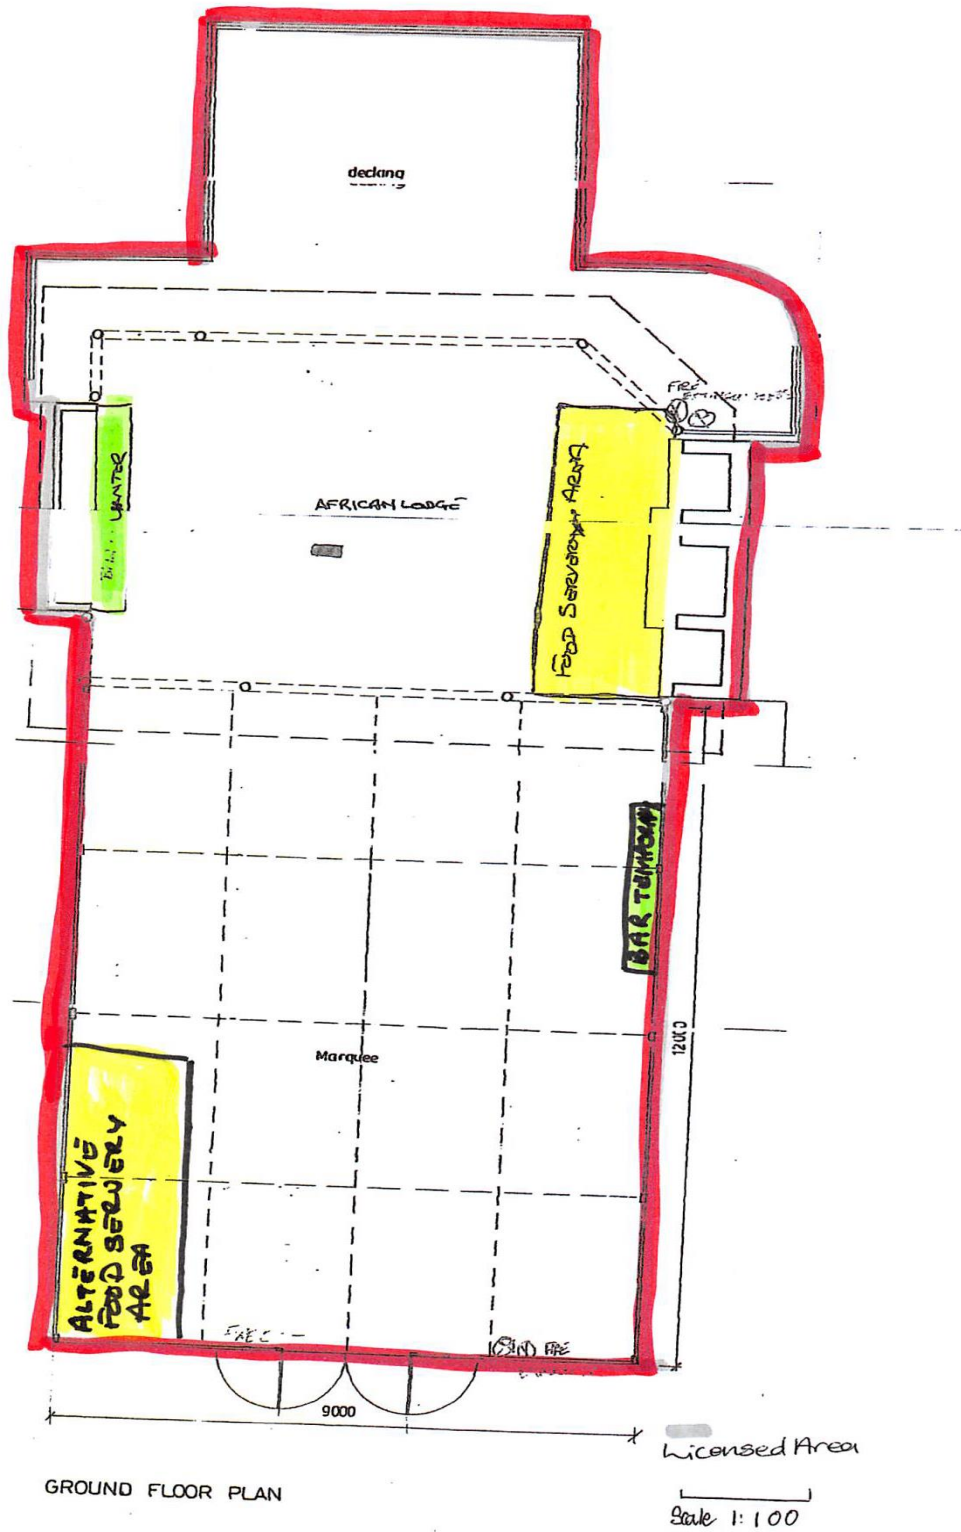 decking
FIRE
AFRICAN LODGE
FOOD SERVERY AREA
BAR
Marquee
12000
ALTERNATIVE
FOOD SERVERY
AREA
FIRE
9000
Licensed Area
GROUND FLOOR PLAN
Scale 1:100